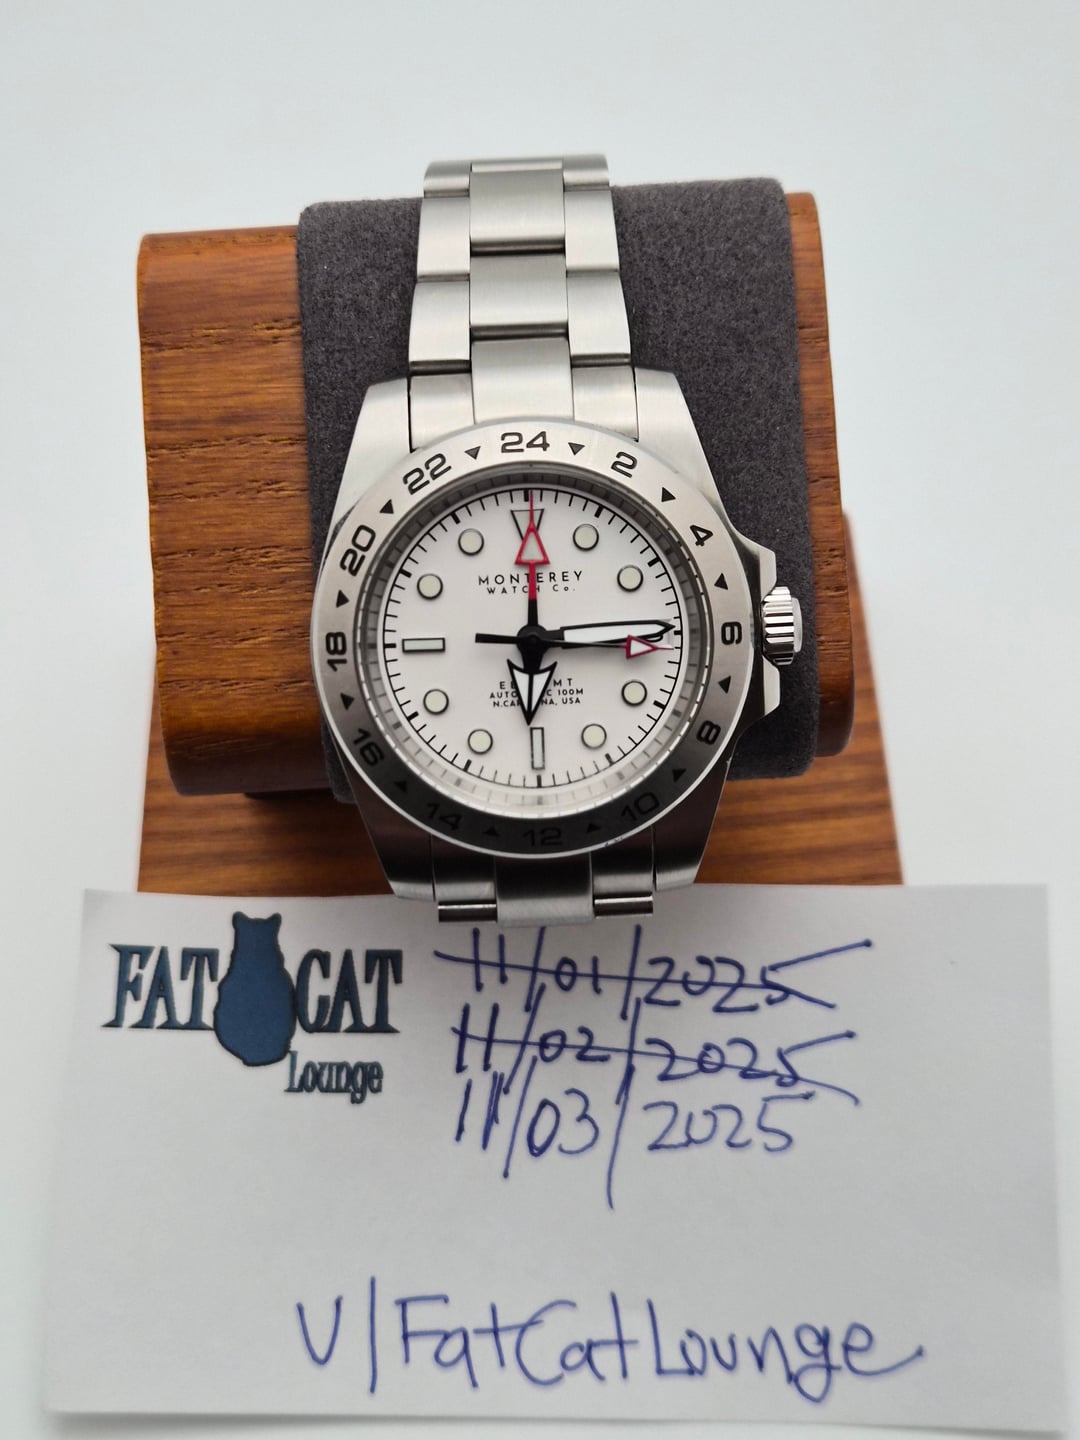 24
2
4
6
8
10
12
14
16
18
20
22
MONTEREY
WATCH Co.
100M
USA
FAT CAT
Lounge
11/01/2025
11/02/2025
11/03/2025
U/FatCatLounge